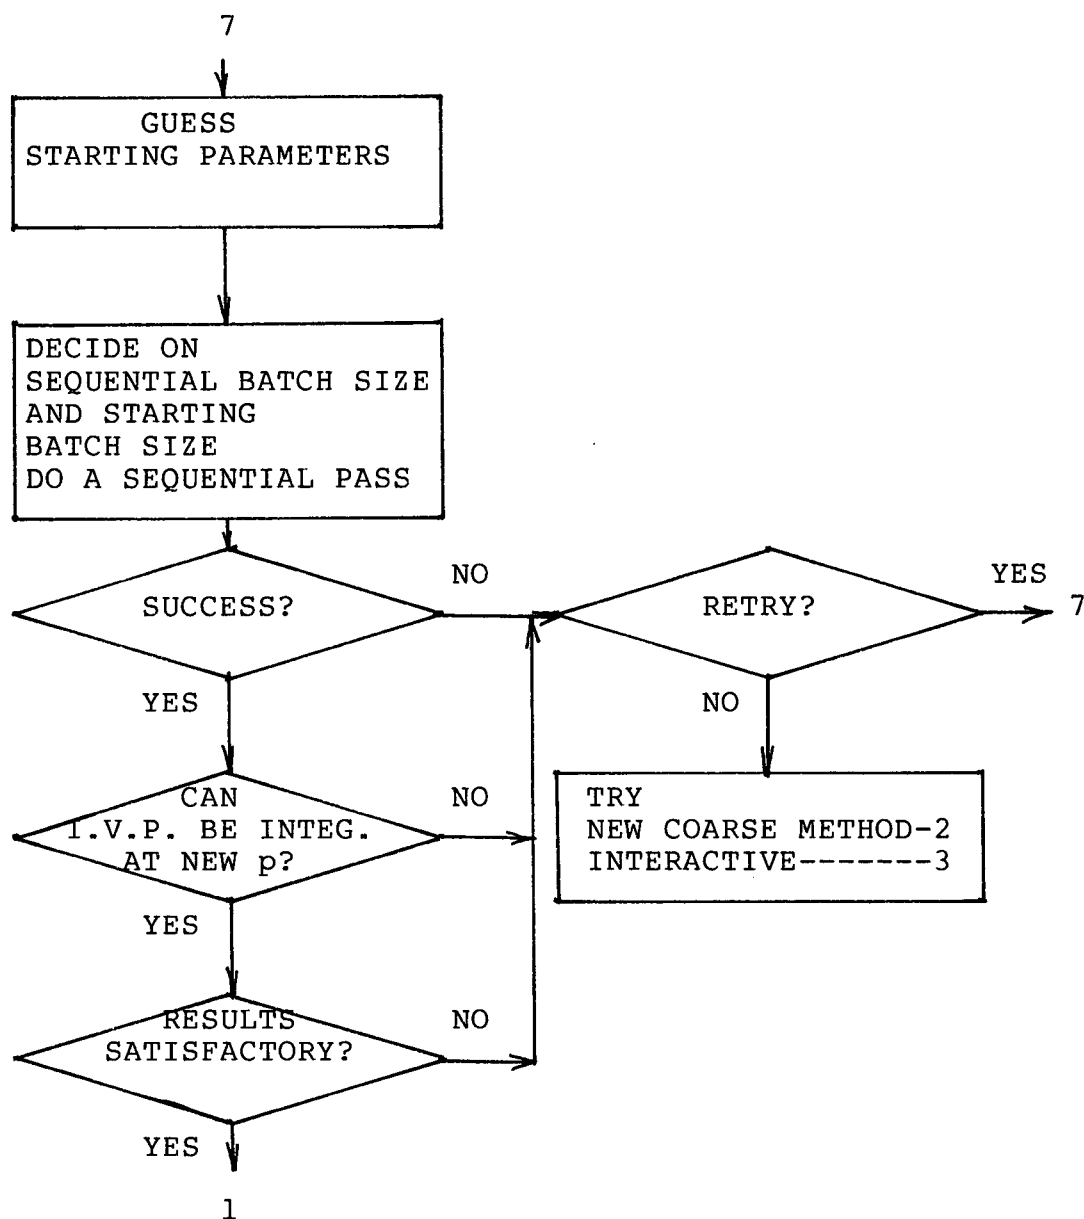 7
GUESS
STARTING PARAMETERS
DECIDE ON
SEQUENTIAL BATCH SIZE
AND STARTING
BATCH SIZE
DO A SEQUENTIAL PASS
SUCCESS?
NO
YES
RETRY?
YES
7
NO
TRY
NEW COARSE METHOD-2
INTERACTIVE-------3
CAN
I.V.P. BE INTEG.
AT NEW p?
NO
YES
RESULTS
SATISFACTORY?
NO
YES
1